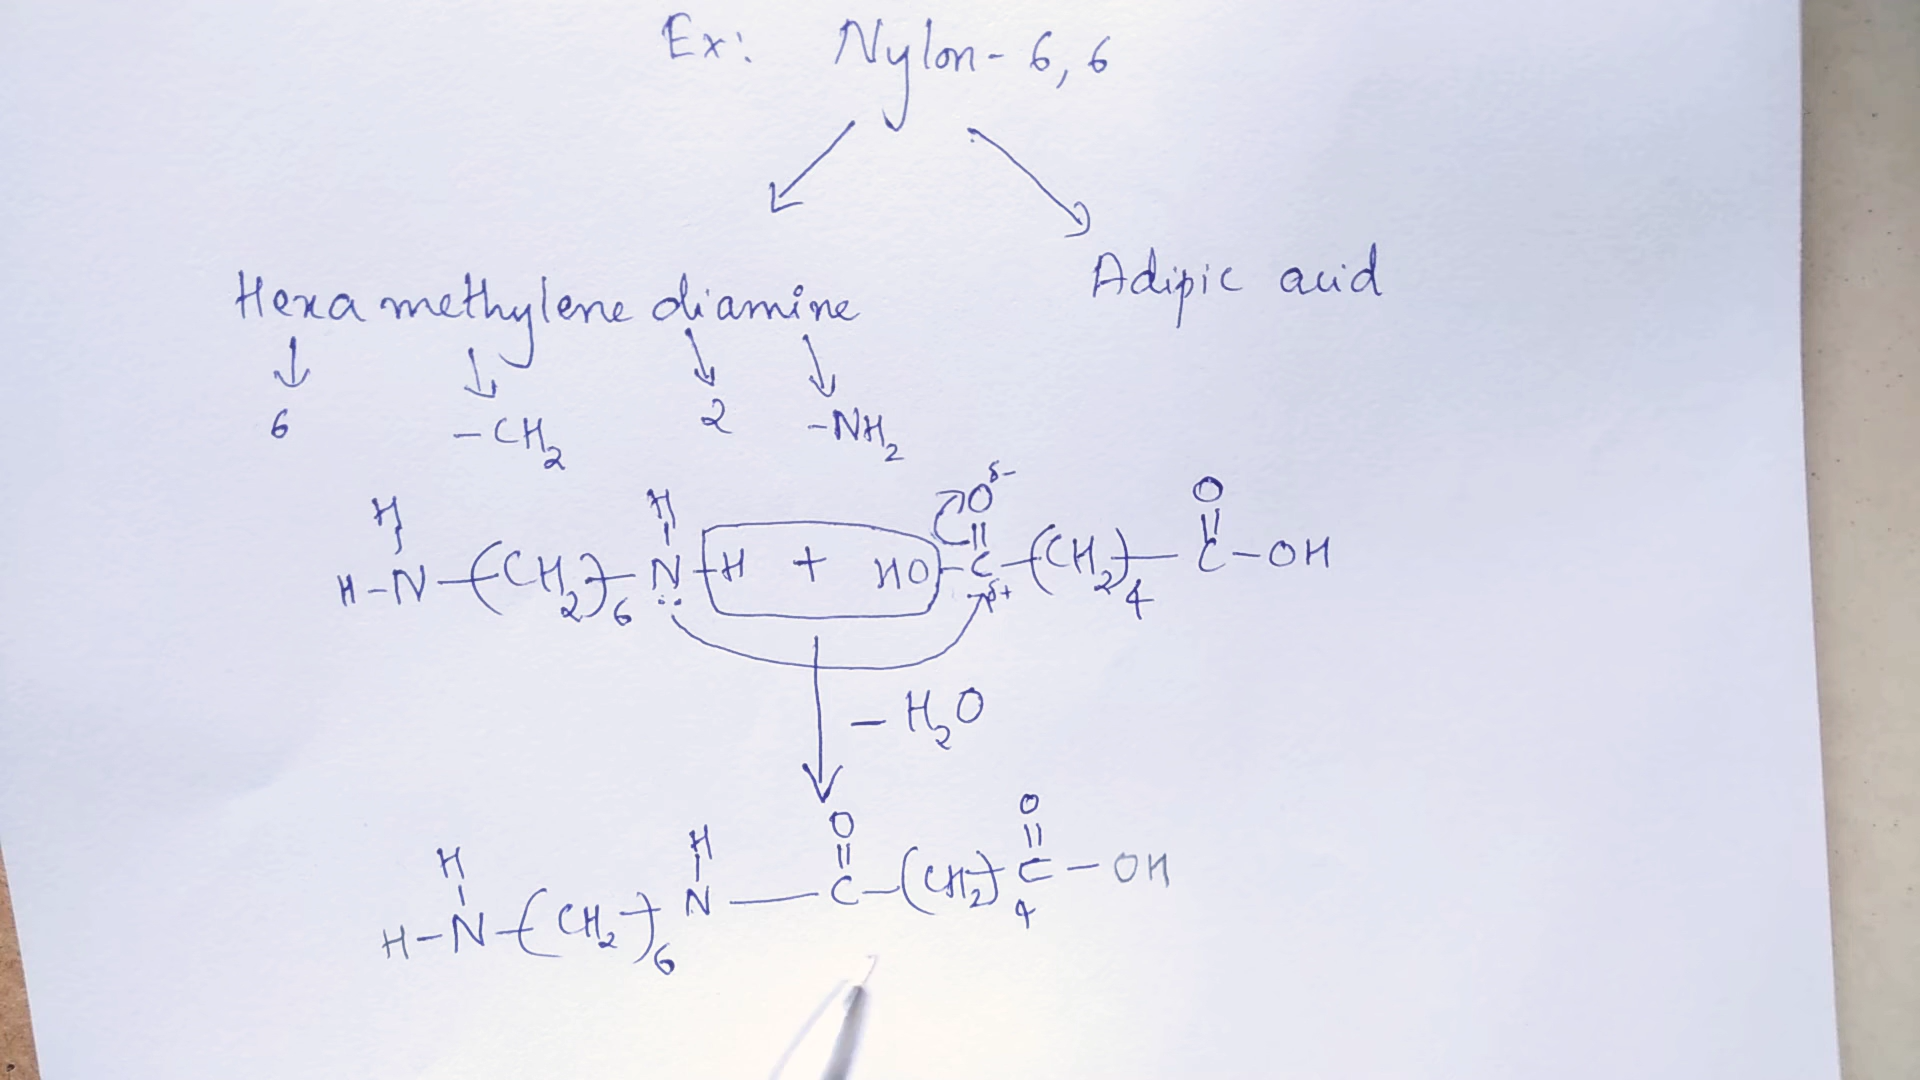 Ex: Nylon-6,6
Hexamethylene diamine Adipic acid
6 -CH₂ 2 -NH₂
H H O δ- O
H-N-(CH₂)₆-N-H + HO-C-(CH₂)₄-C-OH
δ+
- H₂O
H H O O
H-N-(CH₂)₆-N-C-(CH₂)₄-C-OH